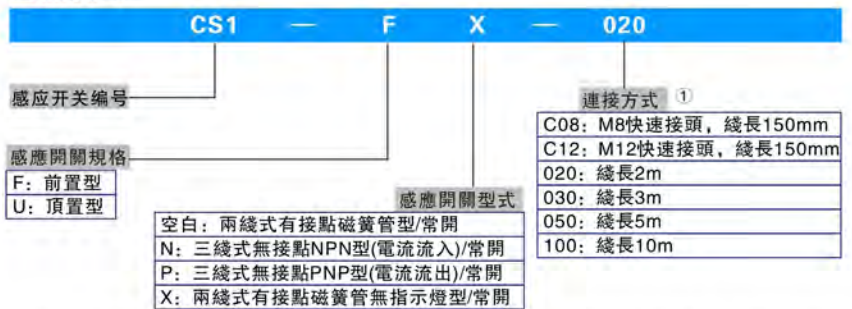 CS1 — F X — 020
感应开关编号
感應開關規格
F：前置型
U：頂置型
感應開關型式
空白：兩綫式有接點磁簧管型/常開
N：三綫式無接點NPN型(電流流入)/常開
P：三綫式無接點PNP型(電流流出)/常開
X：兩綫式有接點磁簧管無指示燈型/常開
連接方式 ①
C08：M8快速接頭，綫長150mm
C12：M12快速接頭，綫長150mm
020：綫長2m
030：綫長3m
050：綫長5m
100：綫長10m